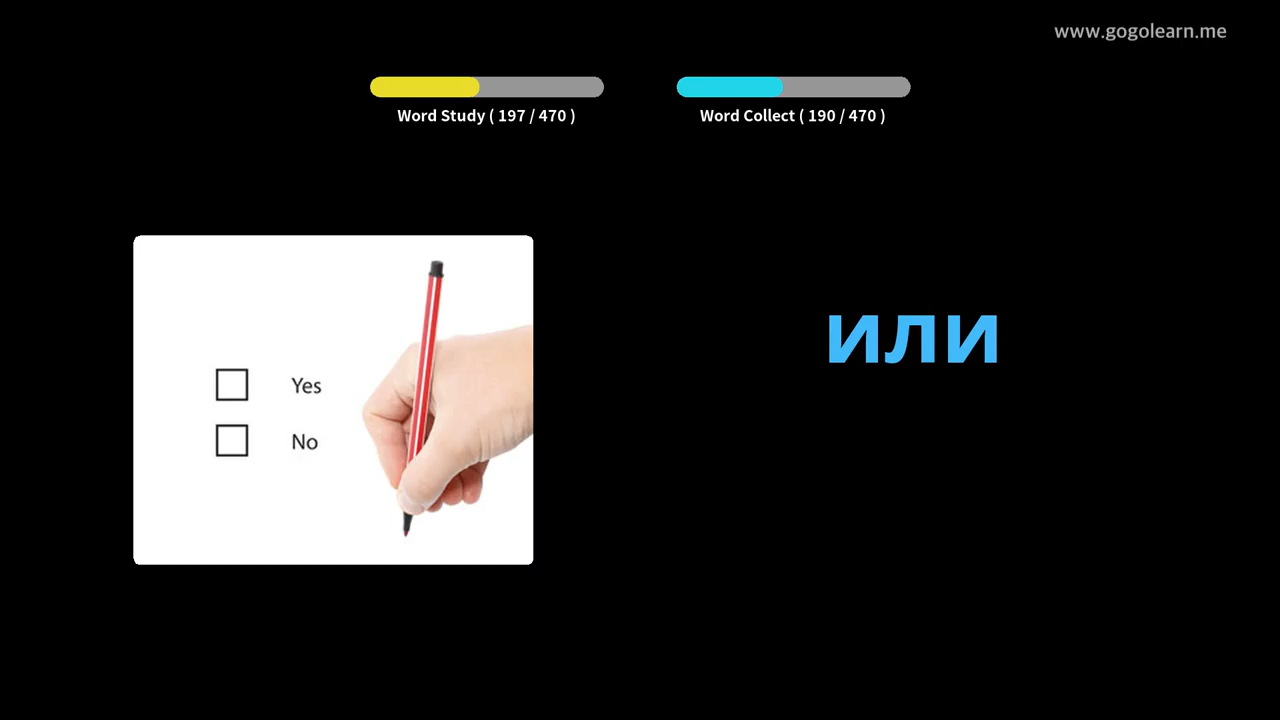 www.gogolearn.me
Word Study ( 197 / 470 )
Word Collect ( 190 / 470 )
или
Yes
No